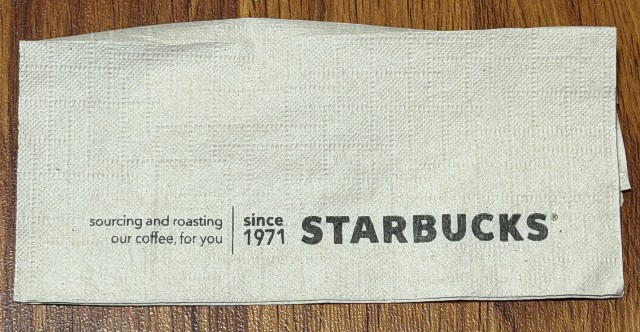 sourcing and roasting
our coffee, for you
since
1971
STARBUCKS®